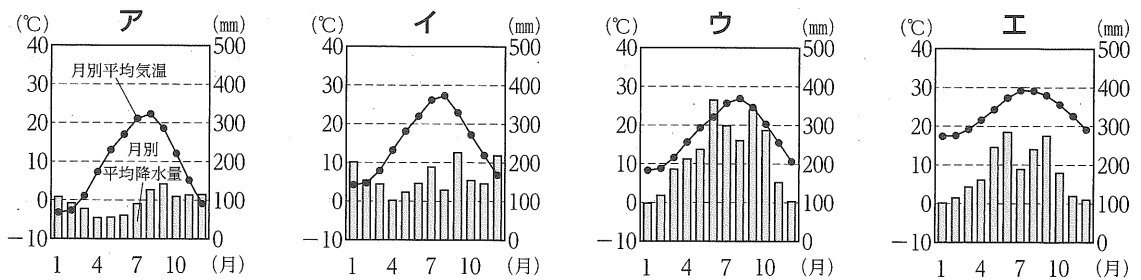 ア イ ウ エ
(℃) (mm) (℃) (mm) (℃) (mm) (℃) (mm)
40 500 40 500 40 500 40 500
月別平均気温
30 400 30 400 30 400 30 400
20 300 20 300 20 300 20 300
月別
10 200 10 200 10 200 10 200
平均降水量
0 100 0 100 0 100 0 100
-10 0 -10 0 -10 0 -10 0
1 4 7 10 (月) 1 4 7 10 (月) 1 4 7 10 (月) 1 4 7 10 (月)